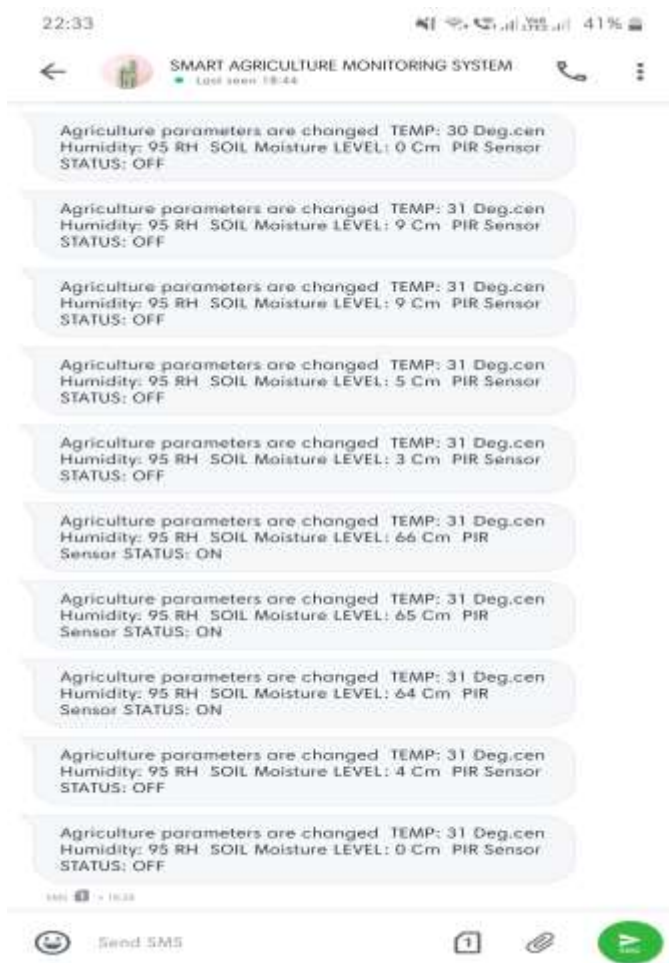 22:33
41%
SMART AGRICULTURE MONITORING SYSTEM
Last seen 18:44
Agriculture parameters are changed TEMP: 30 Deg.cen
Humidity: 95 RH SOIL Moisture LEVEL: 0 Cm PIR Sensor
STATUS: OFF
Agriculture parameters are changed TEMP: 31 Deg.cen
Humidity: 95 RH SOIL Moisture LEVEL: 9 Cm PIR Sensor
STATUS: OFF
Agriculture parameters are changed TEMP: 31 Deg.cen
Humidity: 95 RH SOIL Moisture LEVEL: 9 Cm PIR Sensor
STATUS: OFF
Agriculture parameters are changed TEMP: 31 Deg.cen
Humidity: 95 RH SOIL Moisture LEVEL: 5 Cm PIR Sensor
STATUS: OFF
Agriculture parameters are changed TEMP: 31 Deg.cen
Humidity: 95 RH SOIL Moisture LEVEL: 3 Cm PIR Sensor
STATUS: OFF
Agriculture parameters are changed TEMP: 31 Deg.cen
Humidity: 95 RH SOIL Moisture LEVEL: 66 Cm PIR
Sensor STATUS: ON
Agriculture parameters are changed TEMP: 31 Deg.cen
Humidity: 95 RH SOIL Moisture LEVEL: 65 Cm PIR
Sensor STATUS: ON
Agriculture parameters are changed TEMP: 31 Deg.cen
Humidity: 95 RH SOIL Moisture LEVEL: 64 Cm PIR
Sensor STATUS: ON
Agriculture parameters are changed TEMP: 31 Deg.cen
Humidity: 95 RH SOIL Moisture LEVEL: 4 Cm PIR Sensor
STATUS: OFF
Agriculture parameters are changed TEMP: 31 Deg.cen
Humidity: 95 RH SOIL Moisture LEVEL: 0 Cm PIR Sensor
STATUS: OFF
SMS
Send SMS
1
SMS